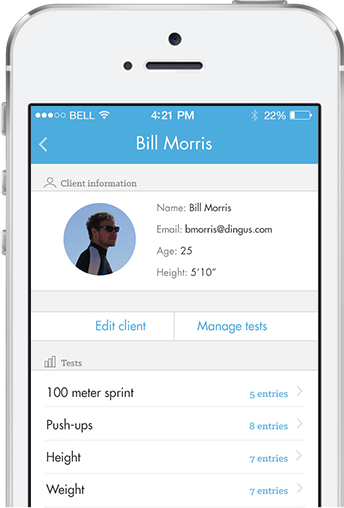 BELL 4:21 PM 22%
Bill Morris
Client information
Name: Bill Morris
Email: bmorris@dingus.com
Age: 25
Height: 5'10"
Edit client Manage tests
Tests
100 meter sprint 5 entries
Push-ups 8 entries
Height 7 entries
Weight 7 entries